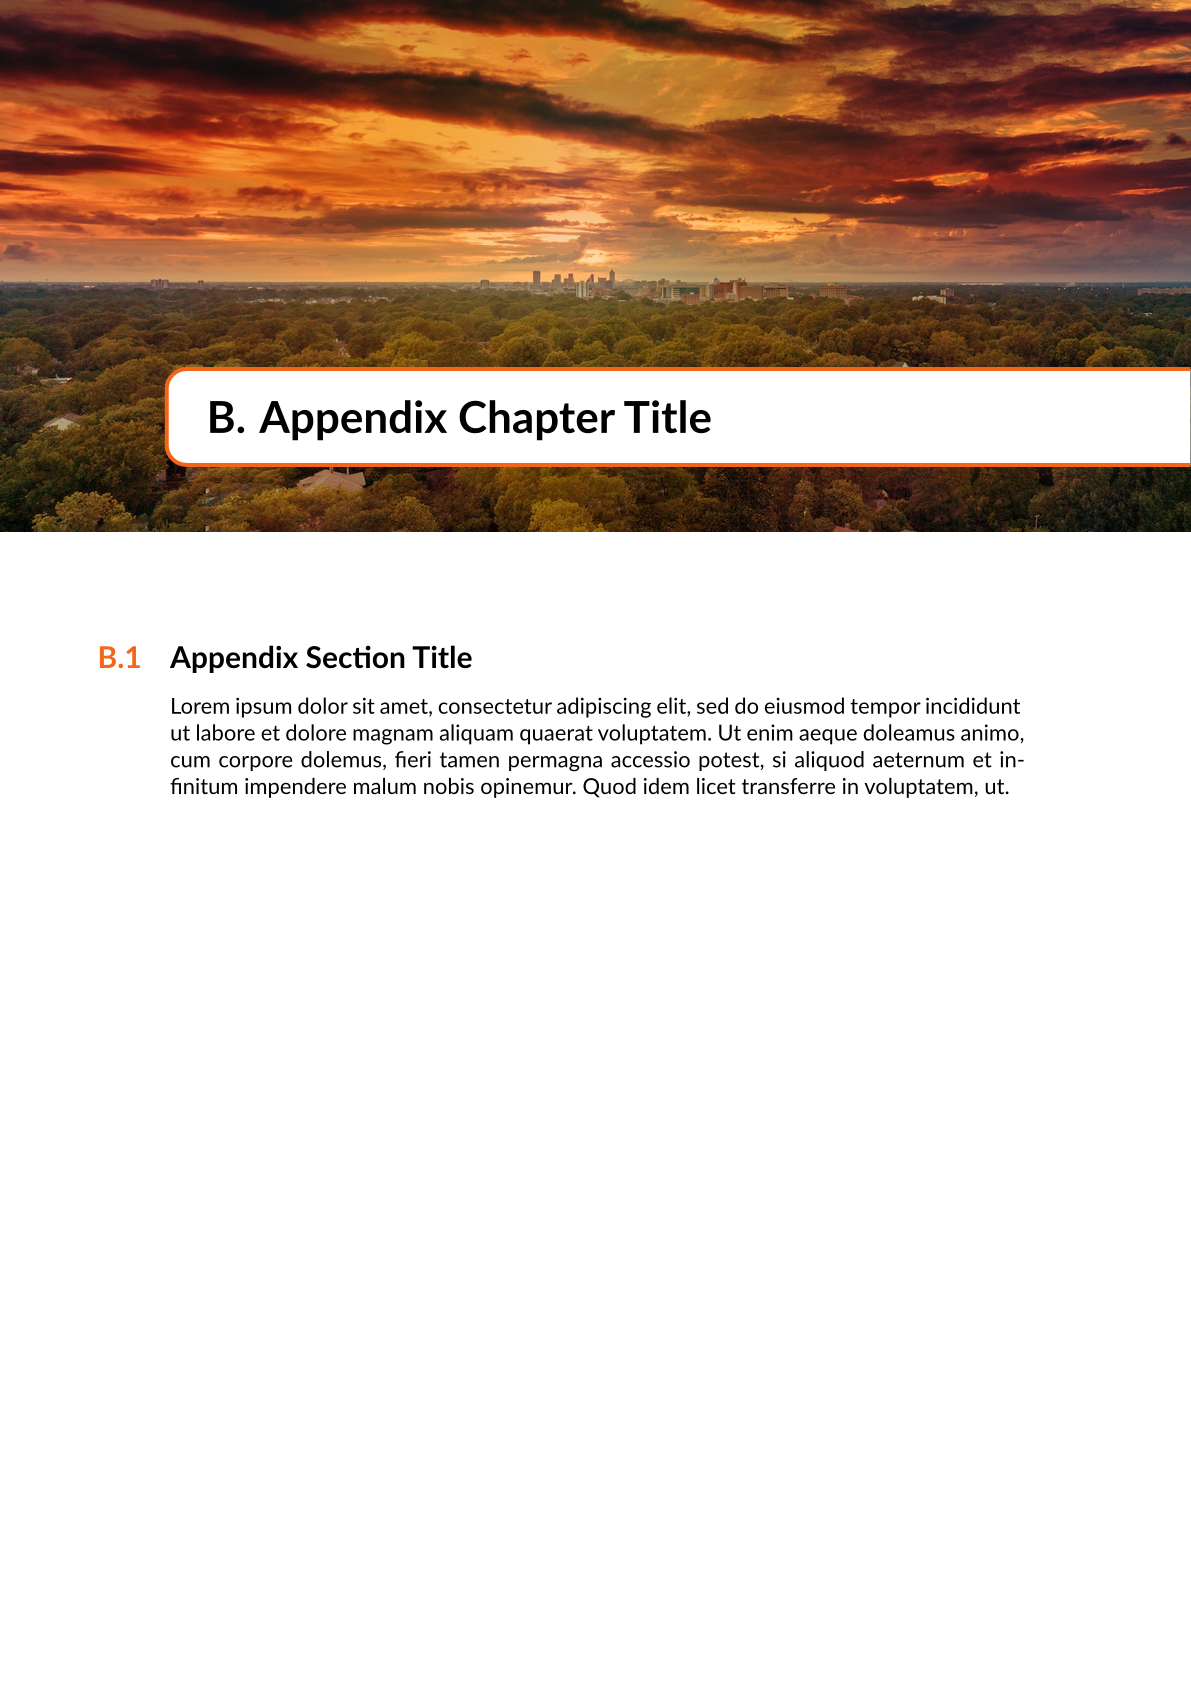 B. Appendix Chapter Title
B.1 Appendix Section Title
Lorem ipsum dolor sit amet, consectetur adipiscing elit, sed do eiusmod tempor incididunt
ut labore et dolore magnam aliquam quaerat voluptatem. Ut enim aeque doleamus animo,
cum corpore dolemus, fieri tamen permagna accessio potest, si aliquod aeternum et in-
finitum impendere malum nobis opinemur. Quod idem licet transferre in voluptatem, ut.